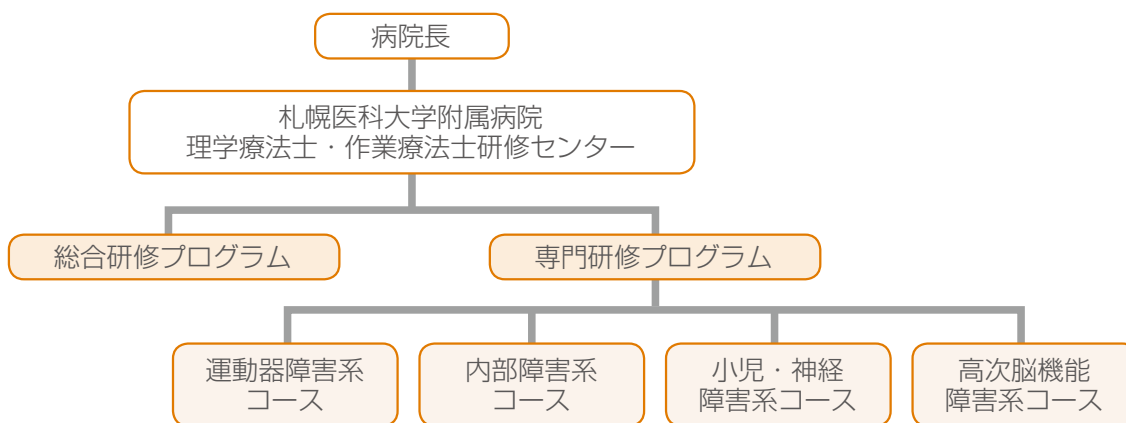 病院長
札幌医科大学附属病院
理学療法士・作業療法士研修センター
総合研修プログラム
専門研修プログラム
運動器障害系
コース
内部障害系
コース
小児・神経
障害系コース
高次脳機能
障害系コース